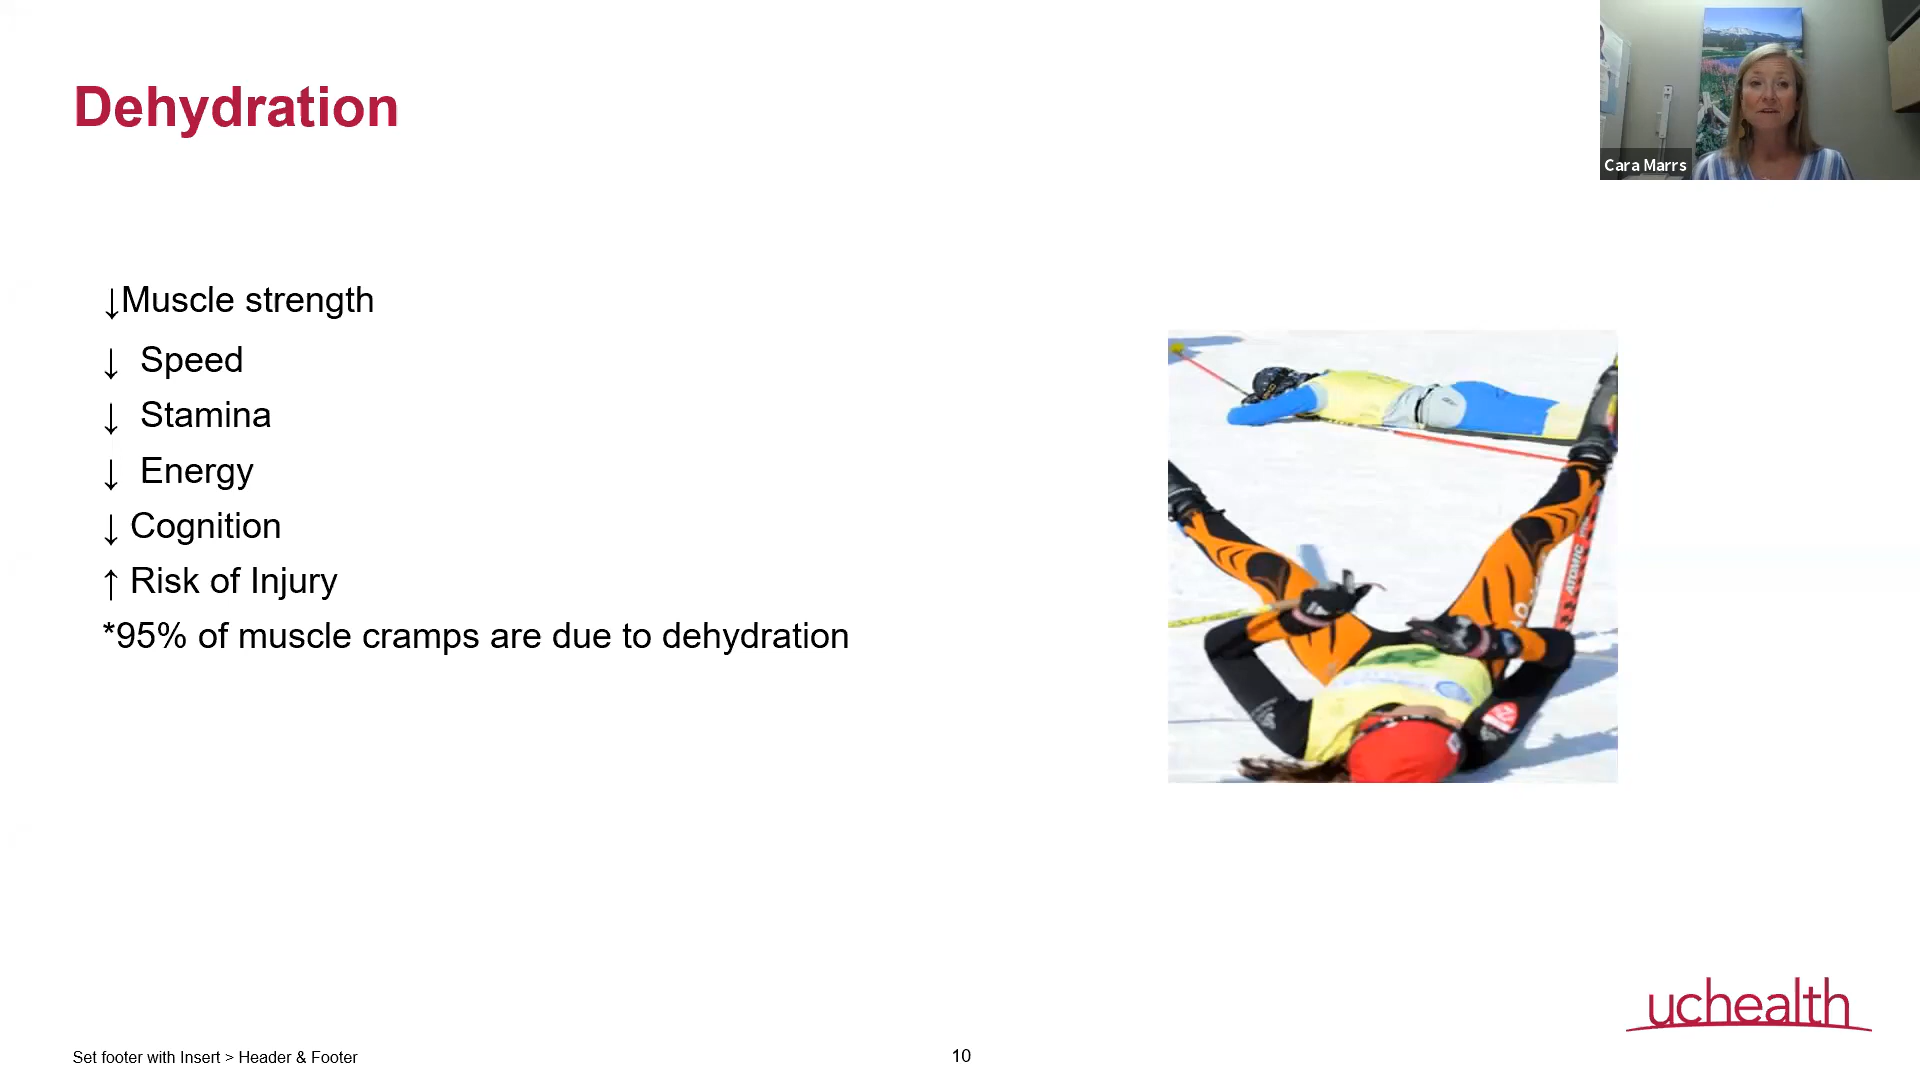 Dehydration
Cara Marrs
↓Muscle strength
↓ Speed
↓ Stamina
↓ Energy
↓ Cognition
↑ Risk of Injury
*95% of muscle cramps are due to dehydration
ATOMIC
uchealth
Set footer with Insert > Header & Footer
10